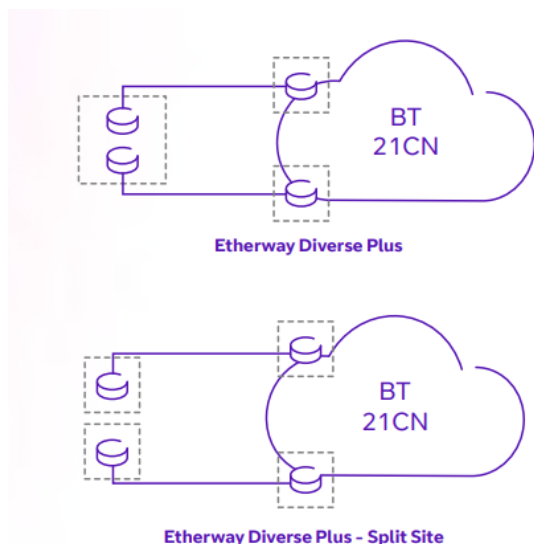 BT
21CN
Etherway Diverse Plus
BT
21CN
Etherway Diverse Plus - Split Site